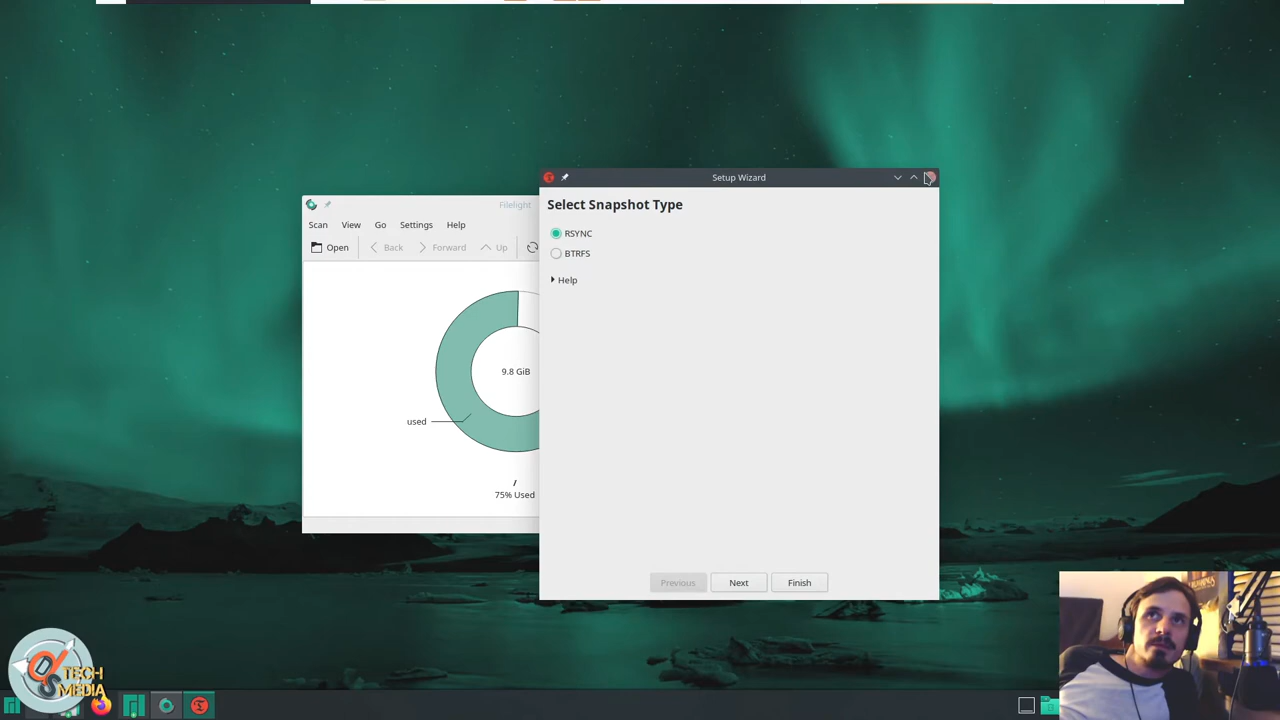 Setup Wizard
Select Snapshot Type
RSYNC
BTRFS
Help
Previous
Next
Finish
Filelight
Scan
View
Go
Settings
Help
Open
Back
Forward
Up
9.8 GiB
used
/
75% Used
TECH
MEDIA